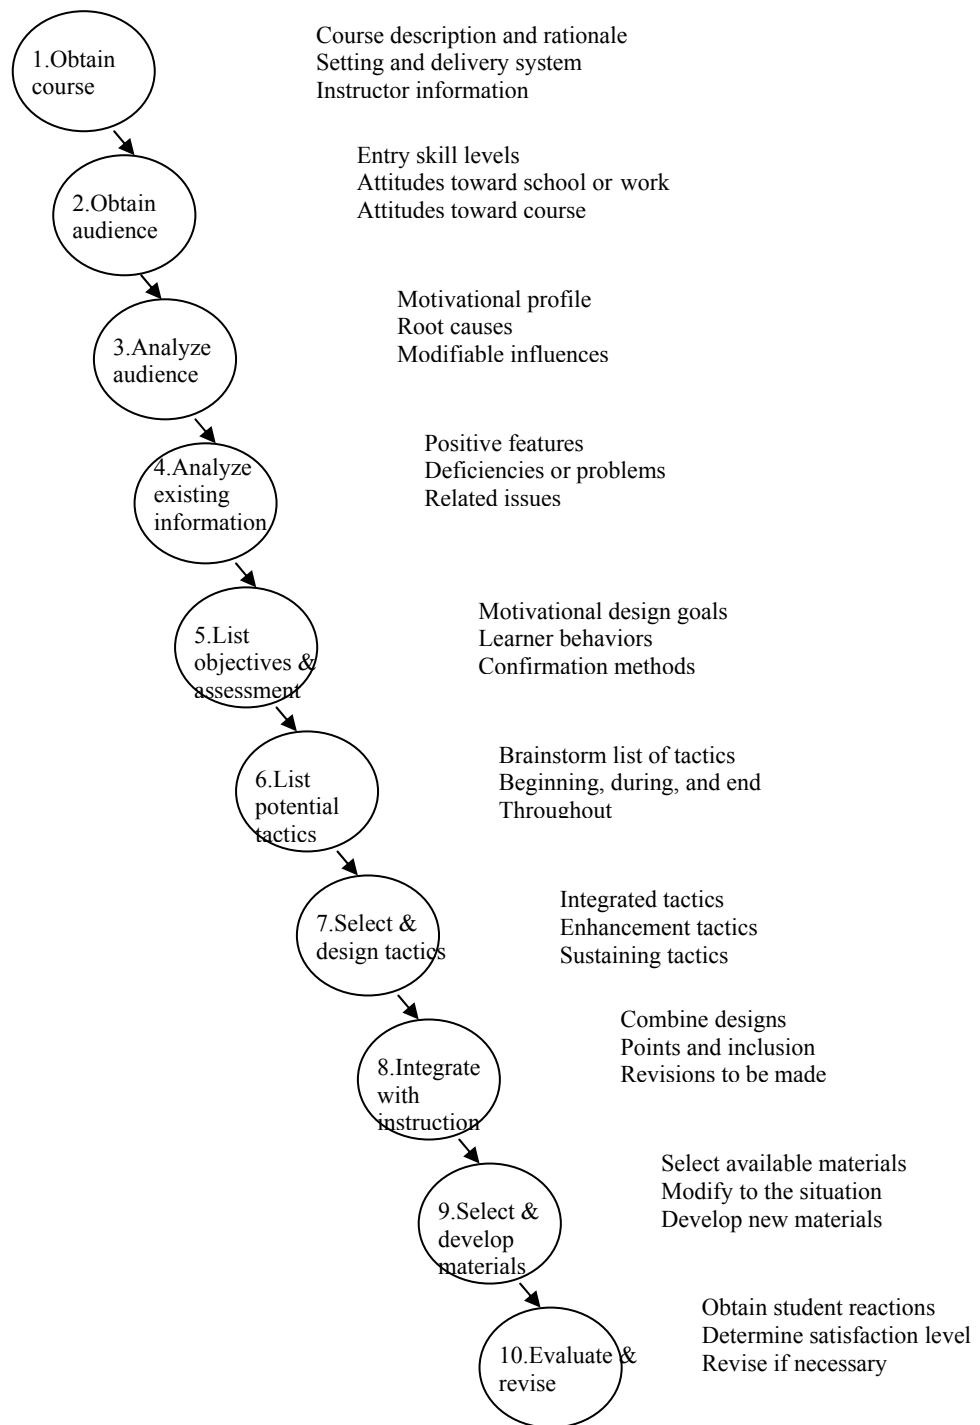 1.Obtain
course
Course description and rationale
Setting and delivery system
Instructor information
2.Obtain
audience
Entry skill levels
Attitudes toward school or work
Attitudes toward course
3.Analyze
audience
Motivational profile
Root causes
Modifiable influences
4.Analyze
existing
information
Positive features
Deficiencies or problems
Related issues
5.List
objectives &
assessment
Motivational design goals
Learner behaviors
Confirmation methods
6.List
potential
tactics
Brainstorm list of tactics
Beginning, during, and end
Throughout
7.Select &
design tactics
Integrated tactics
Enhancement tactics
Sustaining tactics
8.Integrate
with
instruction
Combine designs
Points and inclusion
Revisions to be made
9.Select &
develop
materials
Select available materials
Modify to the situation
Develop new materials
10.Evaluate &
revise
Obtain student reactions
Determine satisfaction level
Revise if necessary